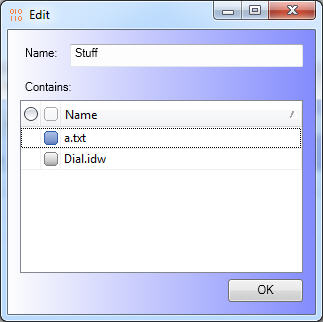 Edit
Name: Stuff
Contains:
Name
a.txt
Dial.idw
OK